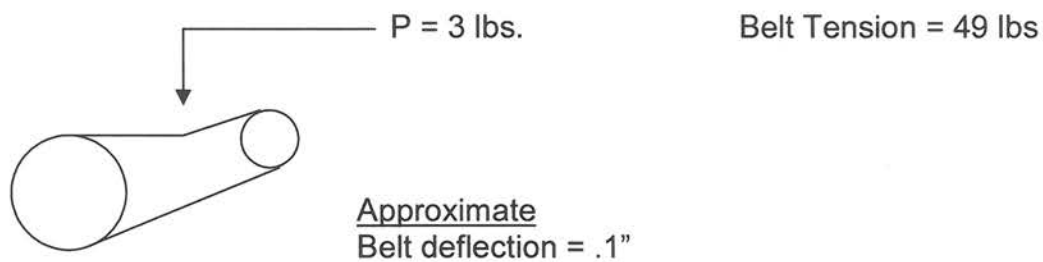 P = 3 lbs.
Belt Tension = 49 lbs
Approximate
Belt deflection = .1”